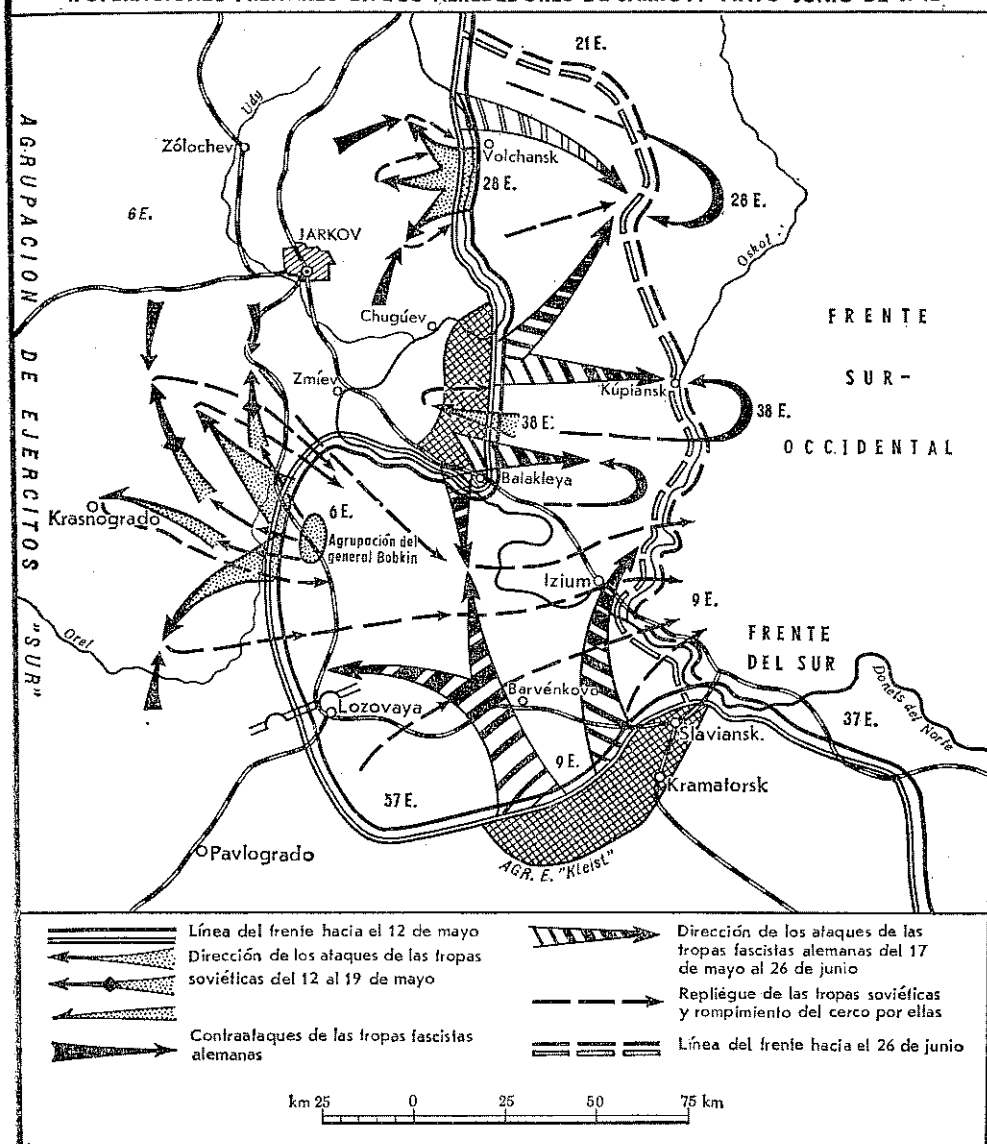 21 E.
Udy
Zólochev
Volchansk
28 E.
6 E.
28 E.
JARKOV
Oskol
Chugúev
FRENTE
SUR-
OCCIDENTAL
Zmíev
Kúpiansk
38 E.
38 E.
Balakleya
Krasnogrado
6 E.
Agrupación del
general Bobkin
Izium
9 E.
Orel
FRENTE
DEL SUR
Donets del Norte
Barvénkovo
Lozovaya
37 E.
Slaviansk.
9 E.
Kramatorsk
57 E.
Pavlogrado
AGR. E. "Kleist"
AGRUPACION DE EJERCITOS "SUR"
Línea del frente hacia el 12 de mayo
Dirección de los ataques de las tropas
soviéticas del 12 al 19 de mayo
Contraataques de las tropas fascistas
alemanas
Dirección de los ataques de las
tropas fascistas alemanas del 17
de mayo al 26 de junio
Repliégue de las tropas soviéticas
y rompimiento del cerco por ellas
Línea del frente hacia el 26 de junio
km 25 0 25 50 75 km